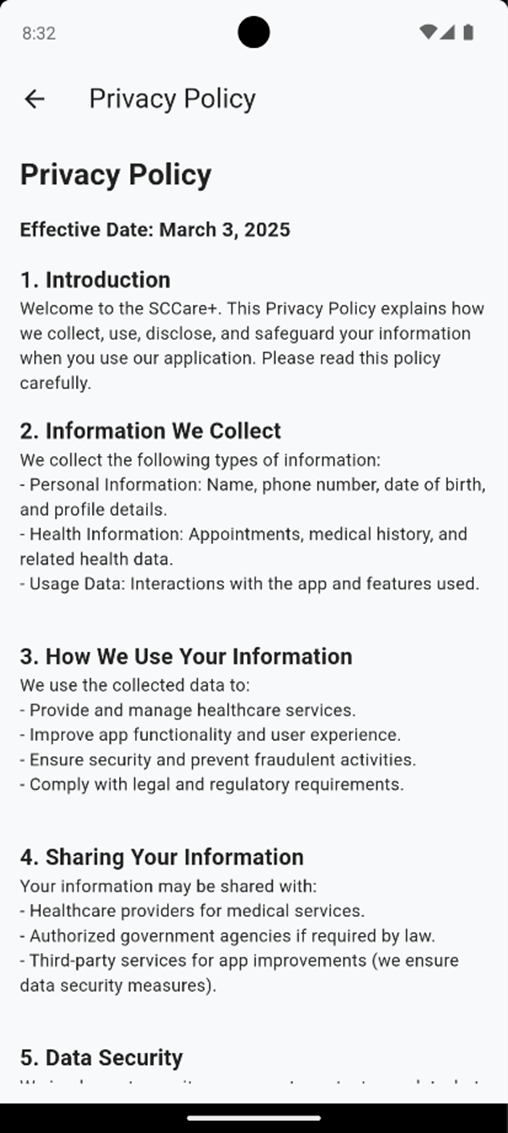 8:32
Privacy Policy
Privacy Policy
Effective Date: March 3, 2025
1. Introduction
Welcome to the SCCare+. This Privacy Policy explains how
we collect, use, disclose, and safeguard your information
when you use our application. Please read this policy
carefully.
2. Information We Collect
We collect the following types of information:
- Personal Information: Name, phone number, date of birth,
and profile details.
- Health Information: Appointments, medical history, and
related health data.
- Usage Data: Interactions with the app and features used.
3. How We Use Your Information
We use the collected data to:
- Provide and manage healthcare services.
- Improve app functionality and user experience.
- Ensure security and prevent fraudulent activities.
- Comply with legal and regulatory requirements.
4. Sharing Your Information
Your information may be shared with:
- Healthcare providers for medical services.
- Authorized government agencies if required by law.
- Third-party services for app improvements (we ensure
data security measures).
5. Data Security